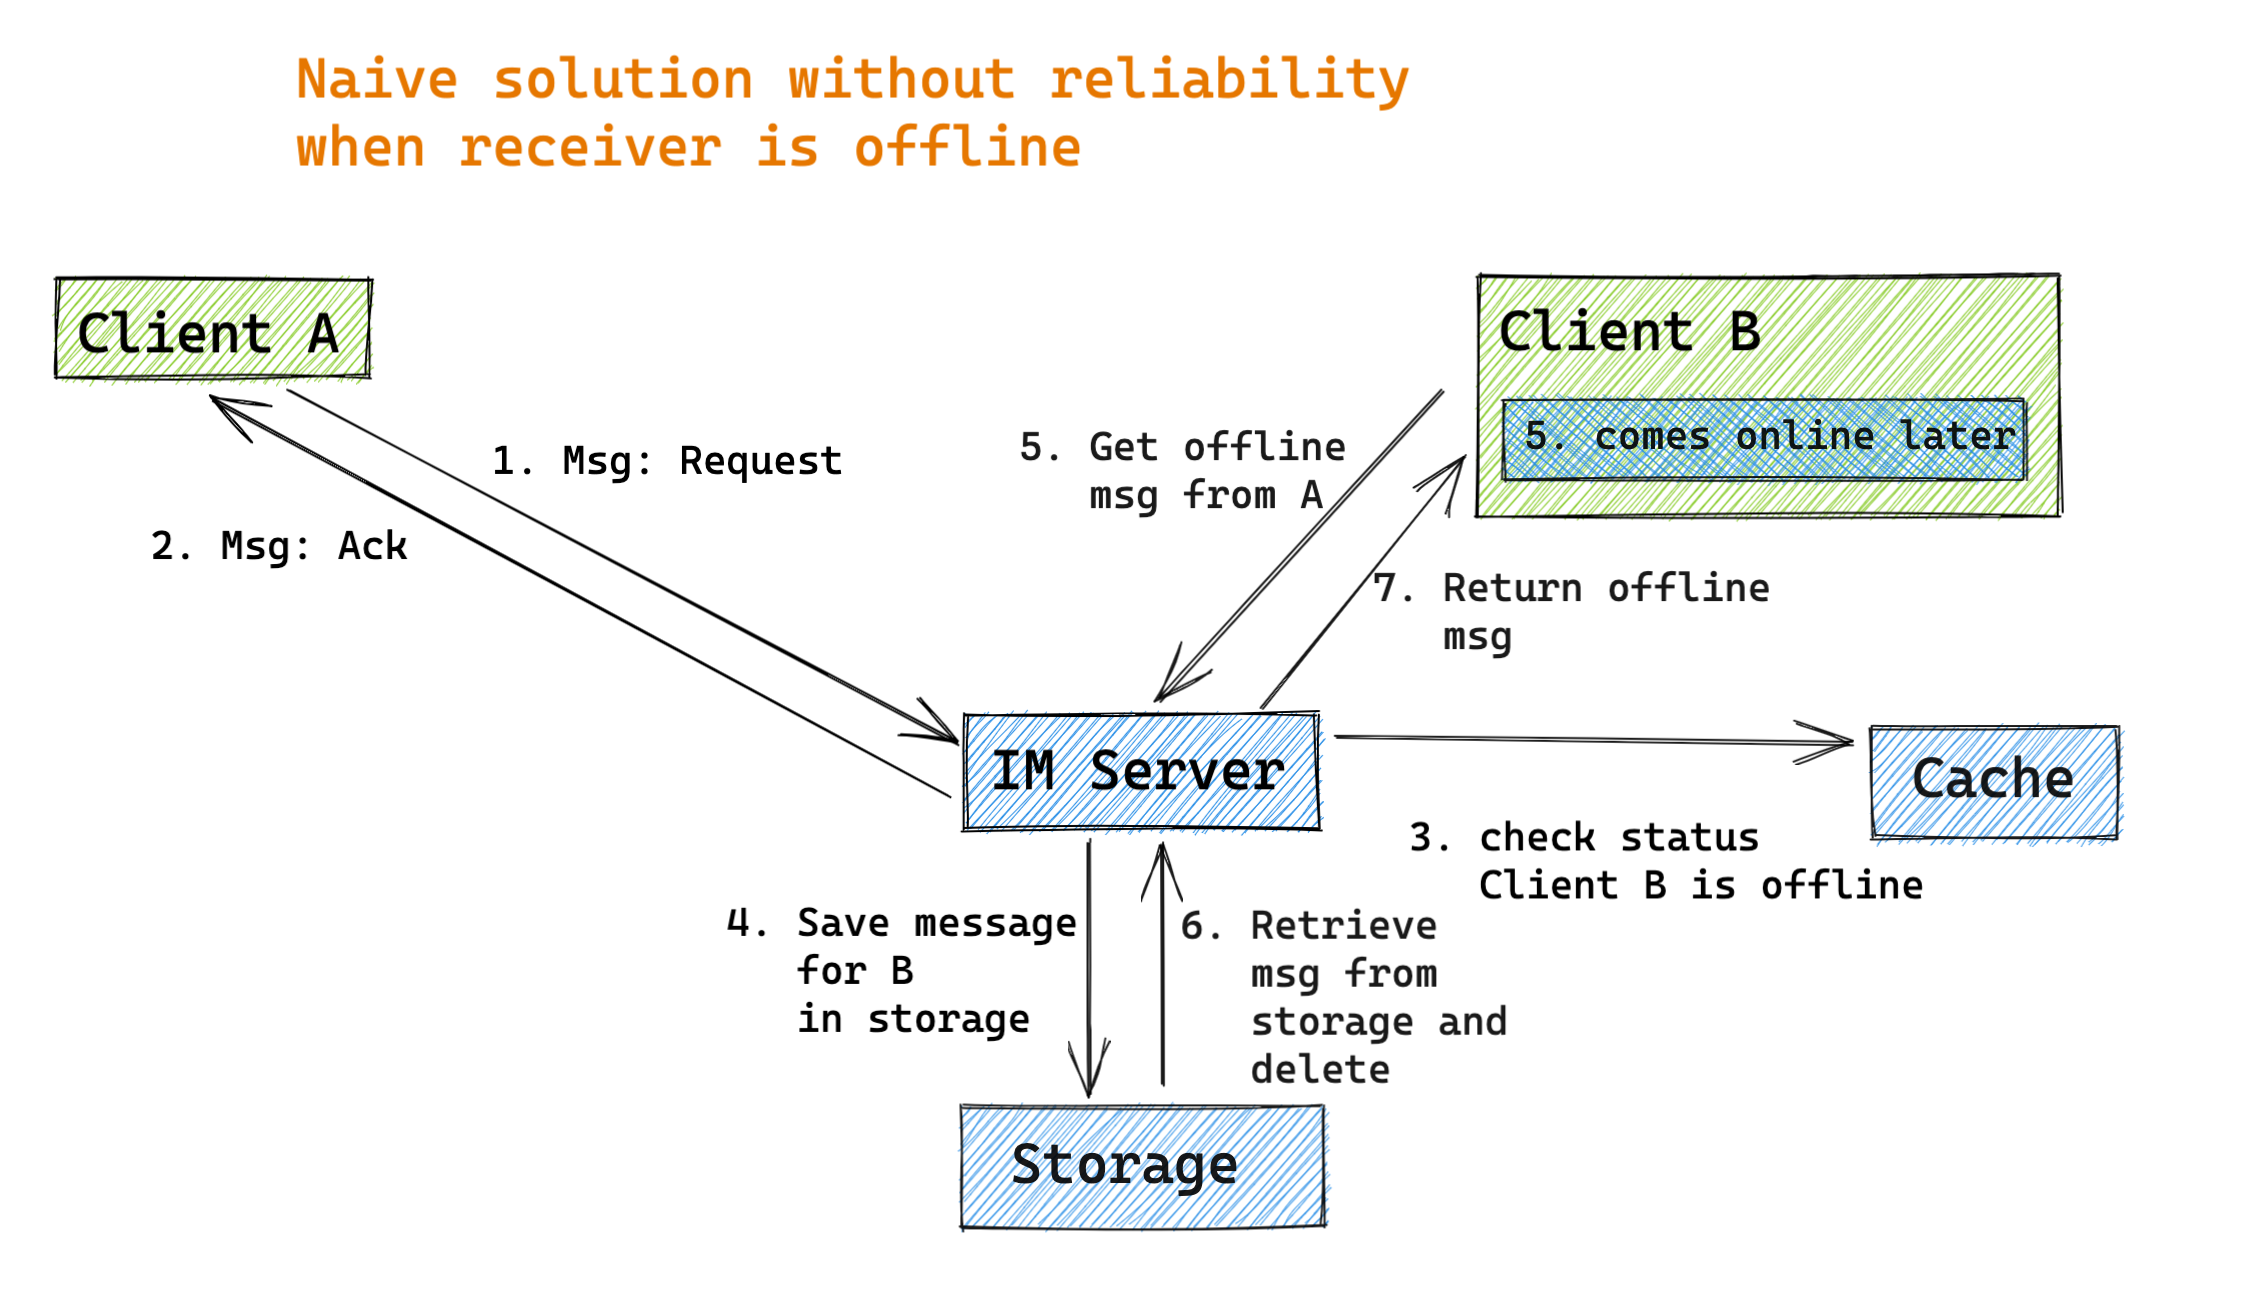 Naive solution without reliability
when receiver is offline
Client A
Client B
5. comes online later
1. Msg: Request
2. Msg: Ack
5. Get offline
msg from A
7. Return offline
msg
IM Server
Cache
3. check status
Client B is offline
4. Save message
for B
in storage
6. Retrieve
msg from
storage and
delete
Storage